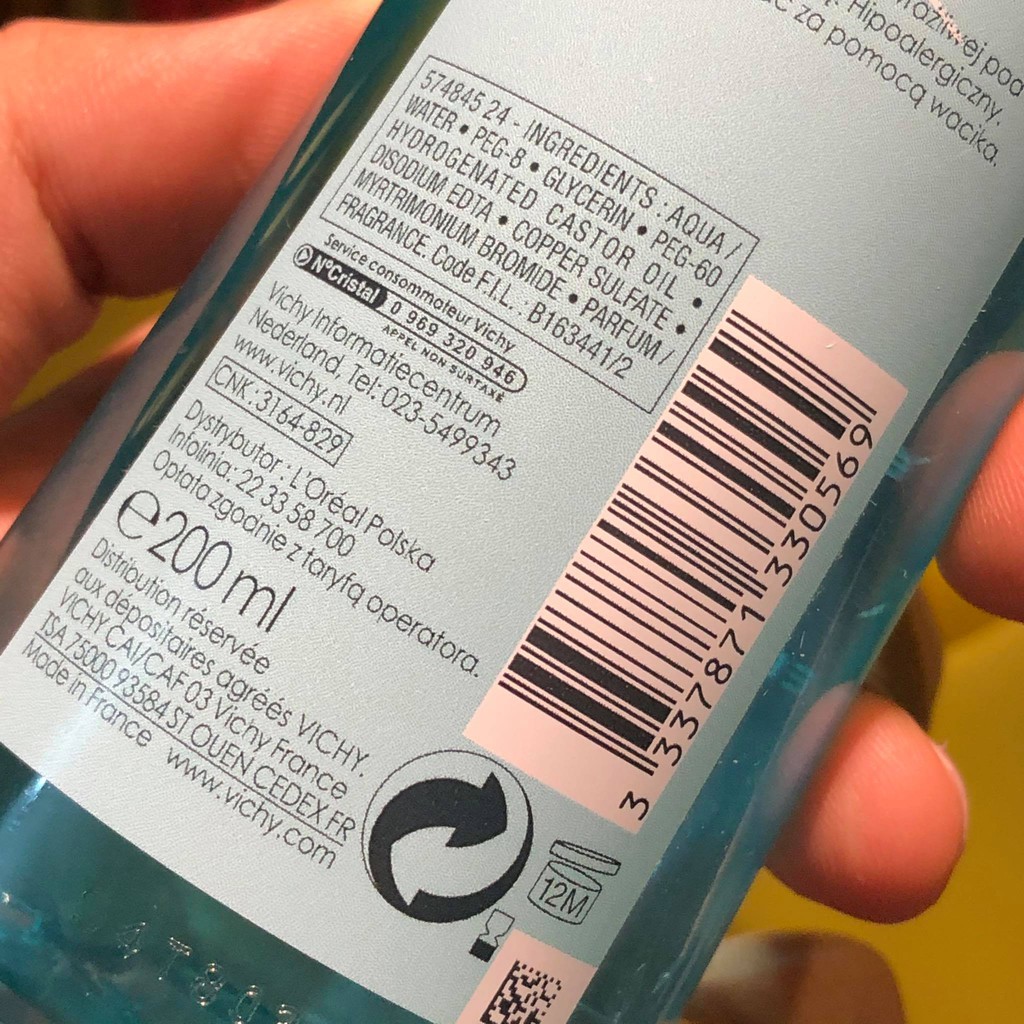 pod
Hipoalergiczny.
za pomocą wacika.
574845 24 - INGREDIENTS : AQUA /
WATER • PEG-8 • GLYCERIN • PEG-60
HYDROGENATED CASTOR OIL •
DISODIUM EDTA • COPPER SULFATE •
MYRTRIMONIUM BROMIDE • PARFUM /
FRAGRANCE. Code F.I.L. : B163441/2
Service consommateur Vichy
N°Cristal 0 969 320 946
APPEL NON SURTAXÉ
Vichy Informatiecentrum
Nederland, Tel: 023-5499343
www.vichy.nl
CNK : 3164-829
Dystrybutor : L'Oréal Polska
Infolinia: 22 33 58 700
Opłata zgodnie z taryfą operatora.
e 200 ml
Distribution réservée
aux dépositaires agréés VICHY.
VICHY CAI/CAF 03 Vichy France
TSA 75000 93584 ST OUEN CEDEX FR
Made in France www.vichy.com
3 337871 330569
12M